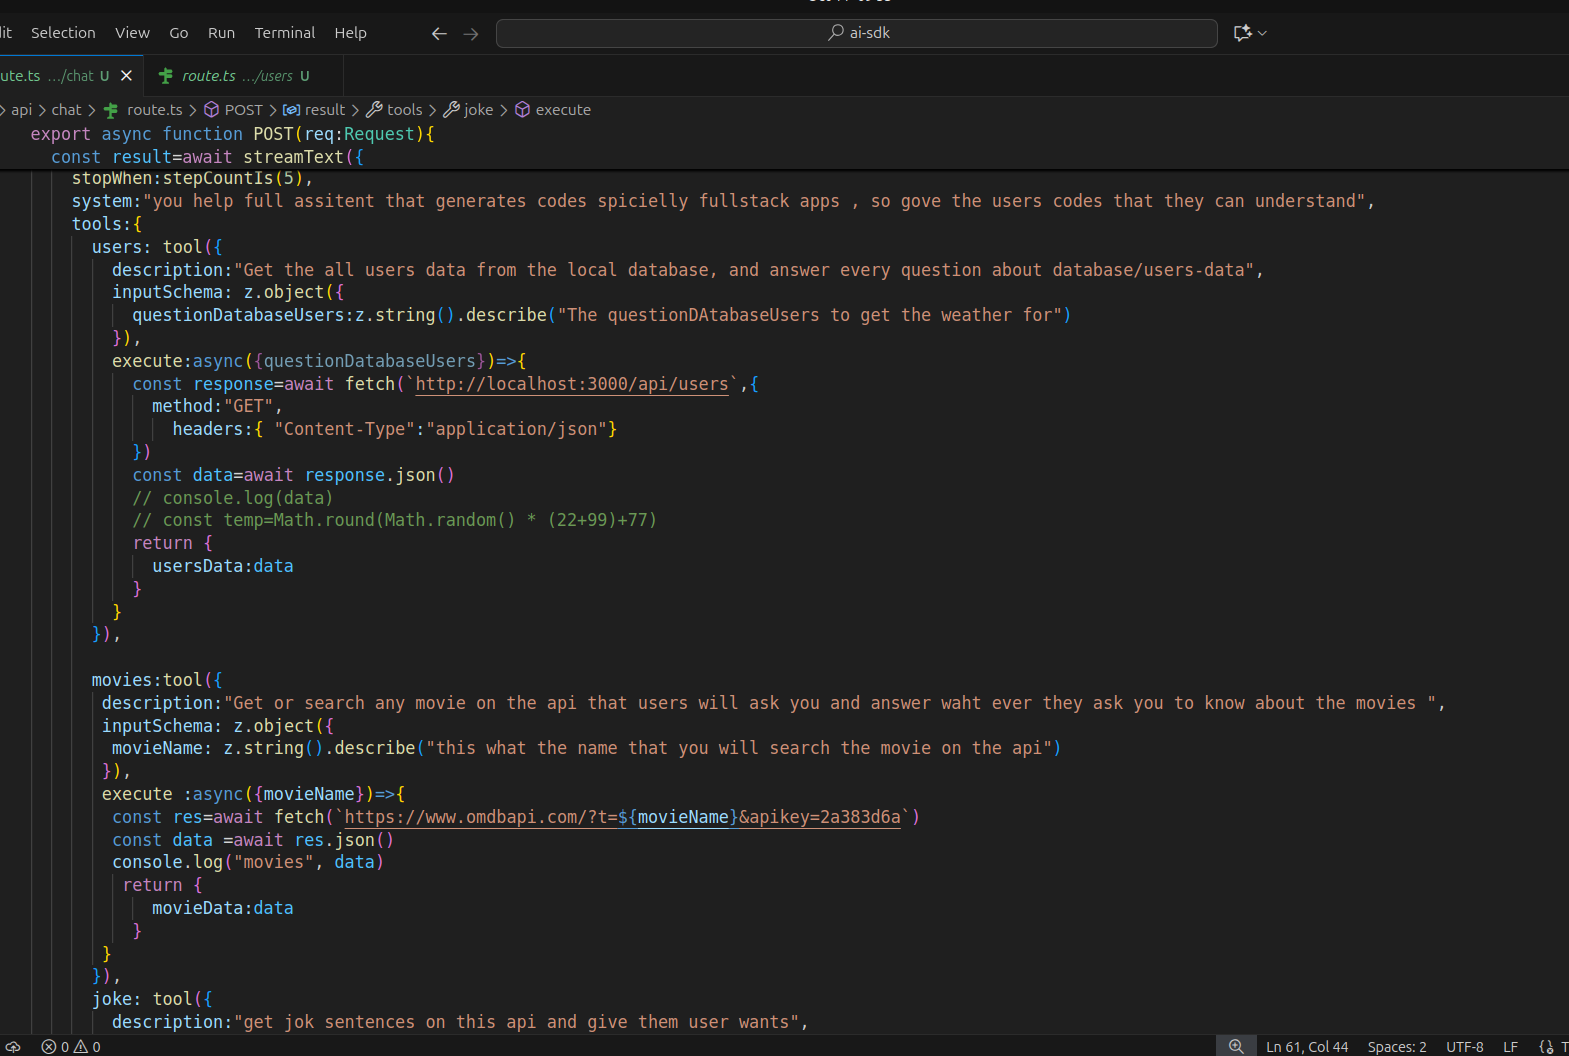 it Selection View Go Run Terminal Help ai-sdk
ute.ts .../chat U route.ts .../users U
api > chat > route.ts > POST > result > tools > joke > execute
export async function POST(req:Request){
const result=await streamText({
stopWhen:stepCountIs(5),
system:"you help full assitent that generates codes spicielly fullstack apps , so gove the users codes that they can understand",
tools:{
users: tool({
description:"Get the all users data from the local database, and answer every question about database/users-data",
inputSchema: z.object({
questionDatabaseUsers:z.string().describe("The questionDAtabaseUsers to get the weather for")
}),
execute:async({questionDatabaseUsers})=>{
const response=await fetch(`http://localhost:3000/api/users`,{
method:"GET",
headers:{ "Content-Type":"application/json"}
})
const data=await response.json()
// console.log(data)
// const temp=Math.round(Math.random() * (22+99)+77)
return {
usersData:data
}
}
}),
movies:tool({
description:"Get or search any movie on the api that users will ask you and answer waht ever they ask you to know about the movies ",
inputSchema: z.object({
movieName: z.string().describe("this what the name that you will search the movie on the api")
}),
execute :async({movieName})=>{
const res=await fetch(`https://www.omdbapi.com/?t=${movieName}&apikey=2a383d6a`)
const data =await res.json()
console.log("movies", data)
return {
movieData:data
}
}
}),
joke: tool({
description:"get jok sentences on this api and give them user wants",
0 0 Ln 61, Col 44 Spaces: 2 UTF-8 LF {} T